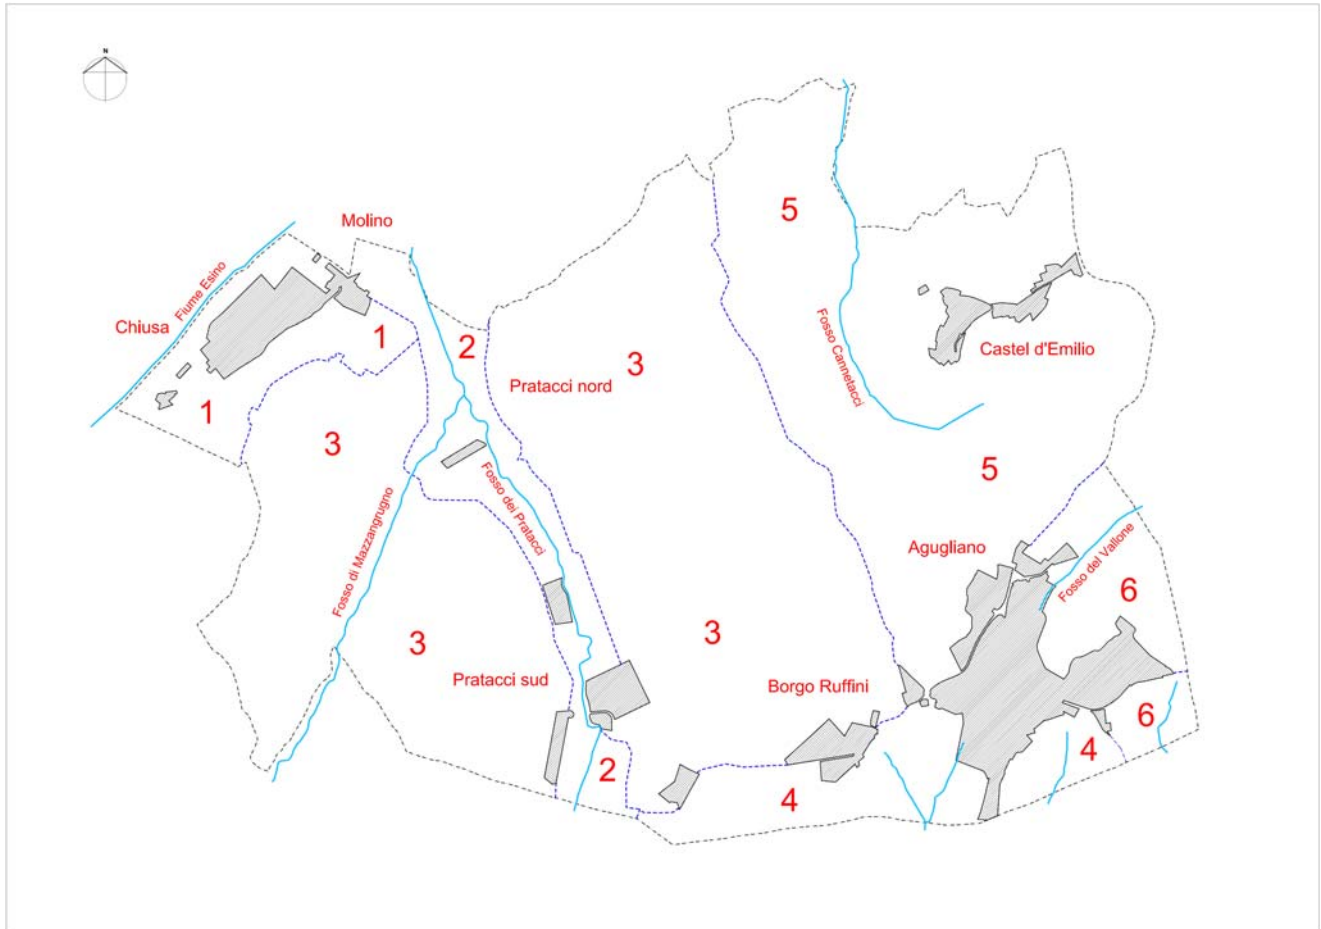 N
5
Molino
Fiume Esino
Chiusa
1
2
3
Pratacci nord
Fosso Cannetacci
Castel d'Emilio
1
3
5
Fosso di Mazzangrugno
Fosso dei Pratacci
Agugliano
Fosso del Vallone
6
3
3
Pratacci sud
Borgo Ruffini
6
4
2
4